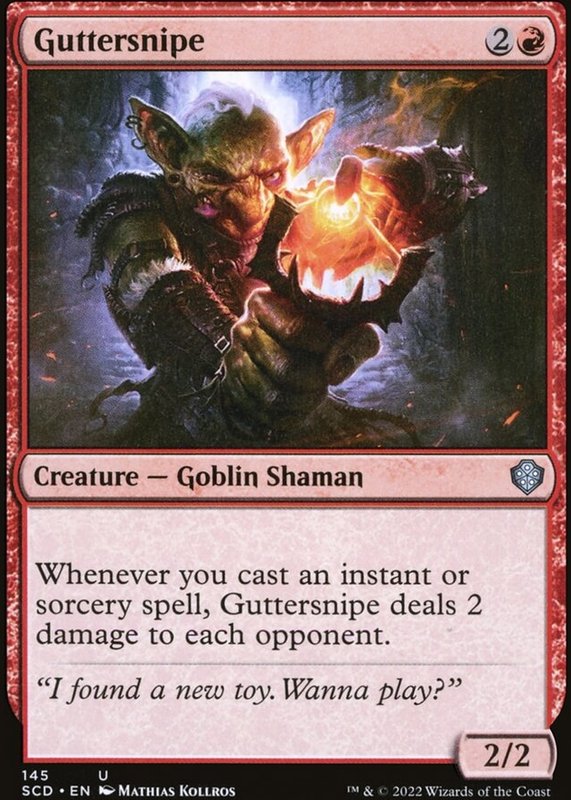 Guttersnipe 2
Creature — Goblin Shaman
Whenever you cast an instant or
sorcery spell, Guttersnipe deals 2
damage to each opponent.
“I found a new toy. Wanna play?”
2/2
145 U
SCD • EN Mathias Kollros
™ & © 2022 Wizards of the Coast